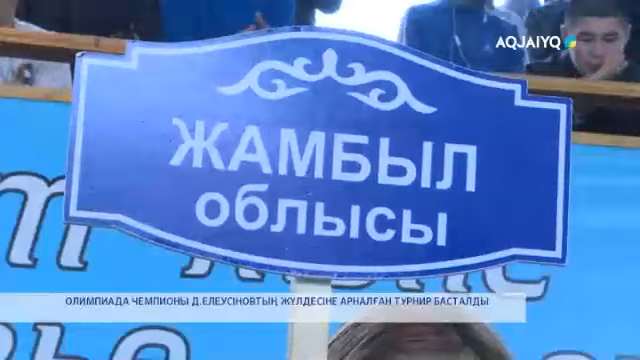 AQJAIYQ
ЖАМБЫЛ
облысы
ОЛИМПИАДА ЧЕМПИОНЫ Д.ЕЛЕУСІНОВТЫҢ ЖҮЛДЕСІНЕ АРНАЛҒАН ТУРНИР БАСТАЛДЫ